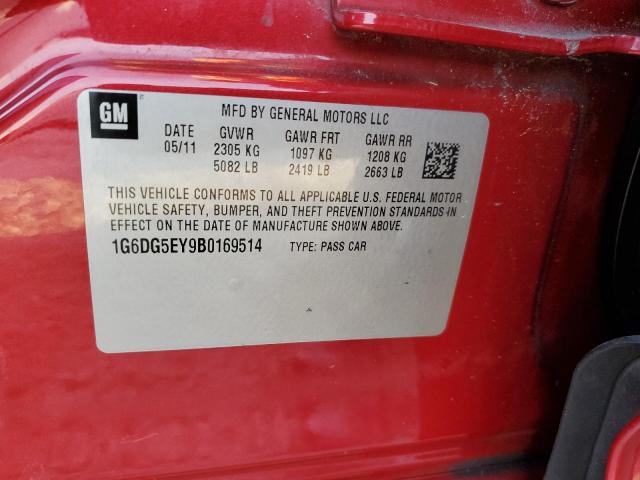 GM
MFD BY GENERAL MOTORS LLC
DATE GVWR GAWR FRT GAWR RR
05/11 2305 KG 1097 KG 1208 KG
5082 LB 2419 LB 2663 LB
THIS VEHICLE CONFORMS TO ALL APPLICABLE U.S. FEDERAL MOTOR
VEHICLE SAFETY, BUMPER, AND THEFT PREVENTION STANDARDS IN
EFFECT ON THE DATE OF MANUFACTURE SHOWN ABOVE.
1G6DG5EY9B0169514 TYPE: PASS CAR